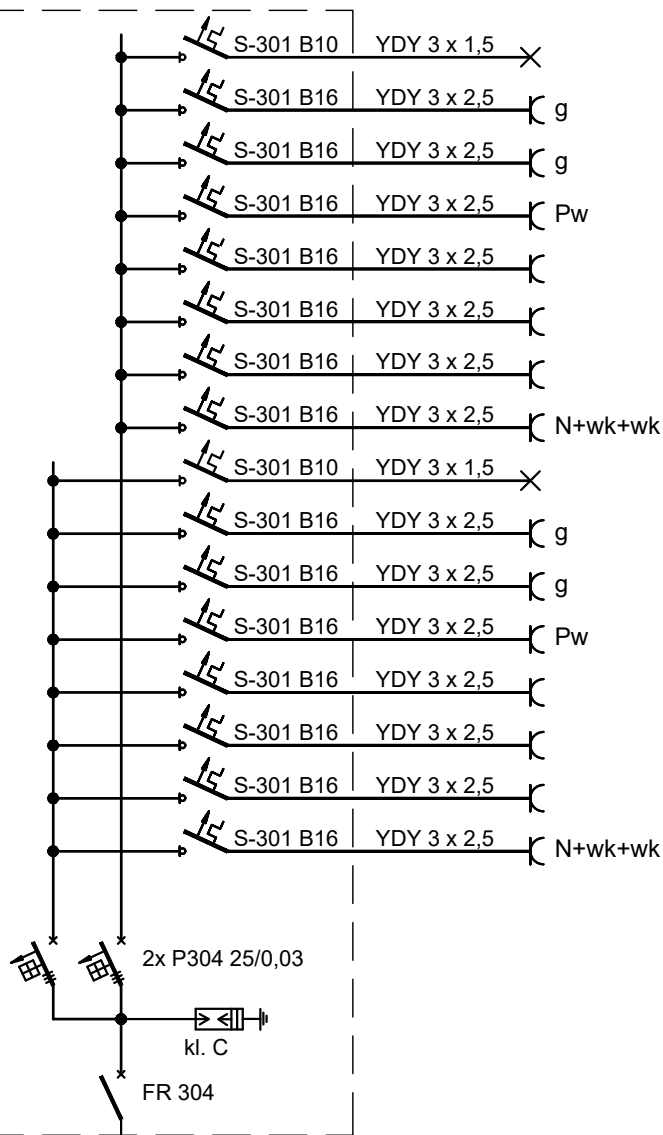 S-301 B10 YDY 3 x 1,5
S-301 B16 YDY 3 x 2,5 g
S-301 B16 YDY 3 x 2,5 g
S-301 B16 YDY 3 x 2,5 Pw
S-301 B16 YDY 3 x 2,5
S-301 B16 YDY 3 x 2,5
S-301 B16 YDY 3 x 2,5
S-301 B16 YDY 3 x 2,5 N+wk+wk
S-301 B10 YDY 3 x 1,5
S-301 B16 YDY 3 x 2,5 g
S-301 B16 YDY 3 x 2,5 g
S-301 B16 YDY 3 x 2,5 Pw
S-301 B16 YDY 3 x 2,5
S-301 B16 YDY 3 x 2,5
S-301 B16 YDY 3 x 2,5
S-301 B16 YDY 3 x 2,5 N+wk+wk
2x P304 25/0,03
kl. C
FR 304